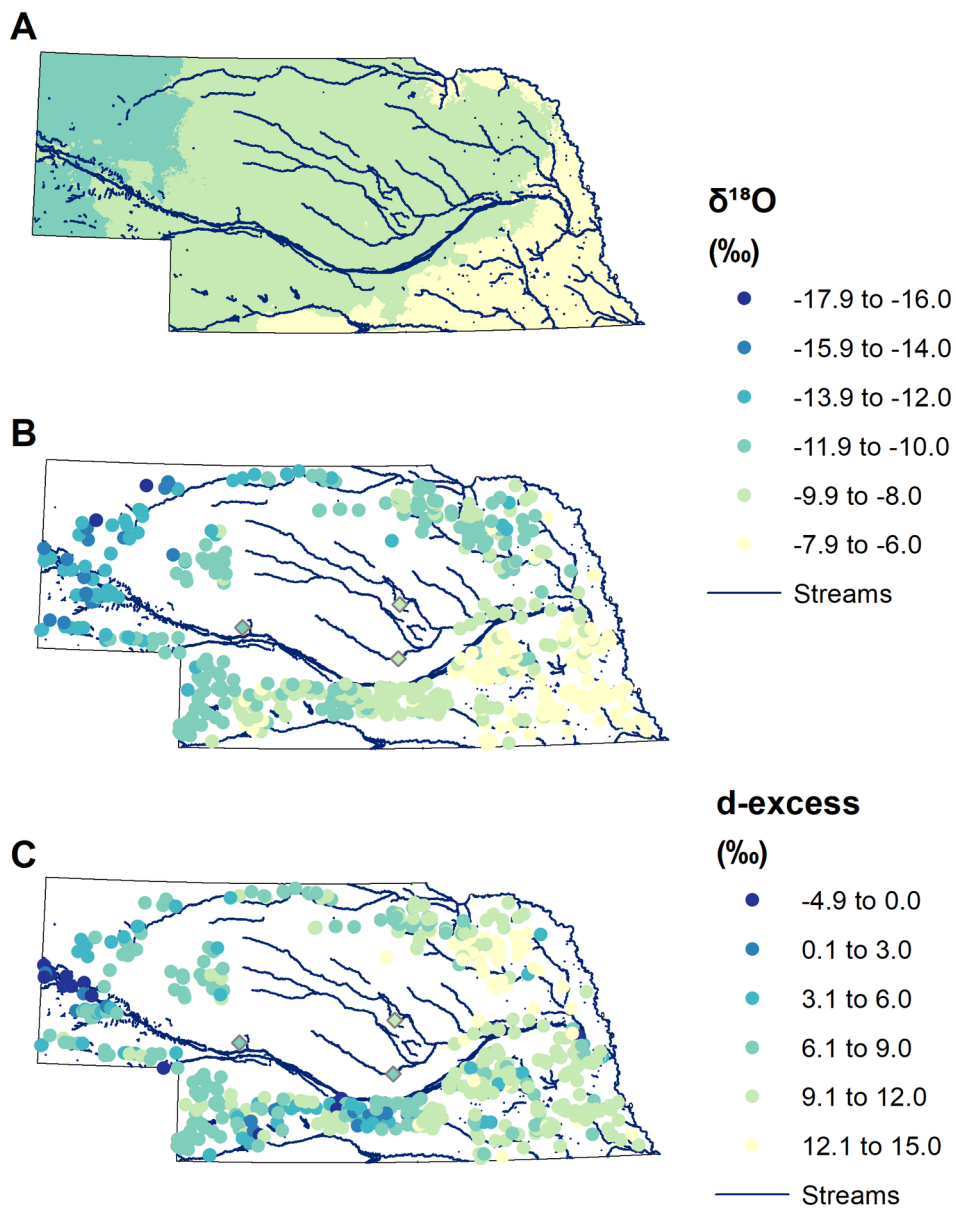 A
δ¹⁸O
(‰)
-17.9 to -16.0
-15.9 to -14.0
-13.9 to -12.0
-11.9 to -10.0
-9.9 to -8.0
-7.9 to -6.0
Streams
B
C
d-excess
(‰)
-4.9 to 0.0
0.1 to 3.0
3.1 to 6.0
6.1 to 9.0
9.1 to 12.0
12.1 to 15.0
Streams